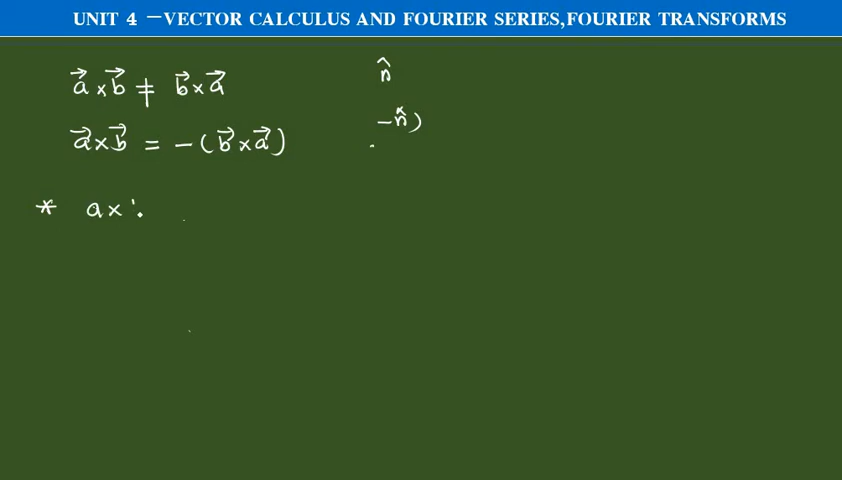 UNIT 4 —VECTOR CALCULUS AND FOURIER SERIES,FOURIER TRANSFORMS
a⃗ × b⃗ ≠ b⃗ × a⃗
n̂
a⃗ × b⃗ = − ( b⃗ × a⃗ )
−n̂ )
* a ×